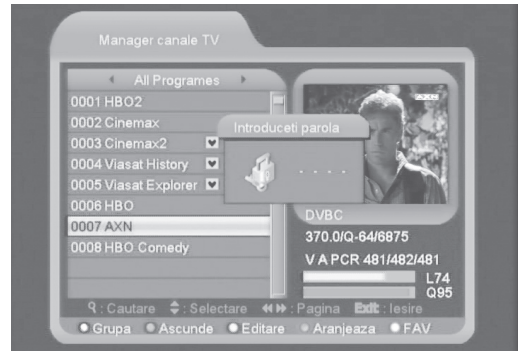 Manager canale TV
All Programes
0001 HBO2
0002 Cinemax
0003 Cinemax2
0004 Viasat History
0005 Viasat Explorer
0006 HBO
0007 AXN
0008 HBO Comedy
Introduceti parola
. . . .
AXN
DVBC
370.0/Q-64/6875
V A PCR 481/482/481
L74
Q95
: Cautare : Selectare : Pagina Exit : Iesire
Grupa Ascunde Editare Aranjeaza FAV